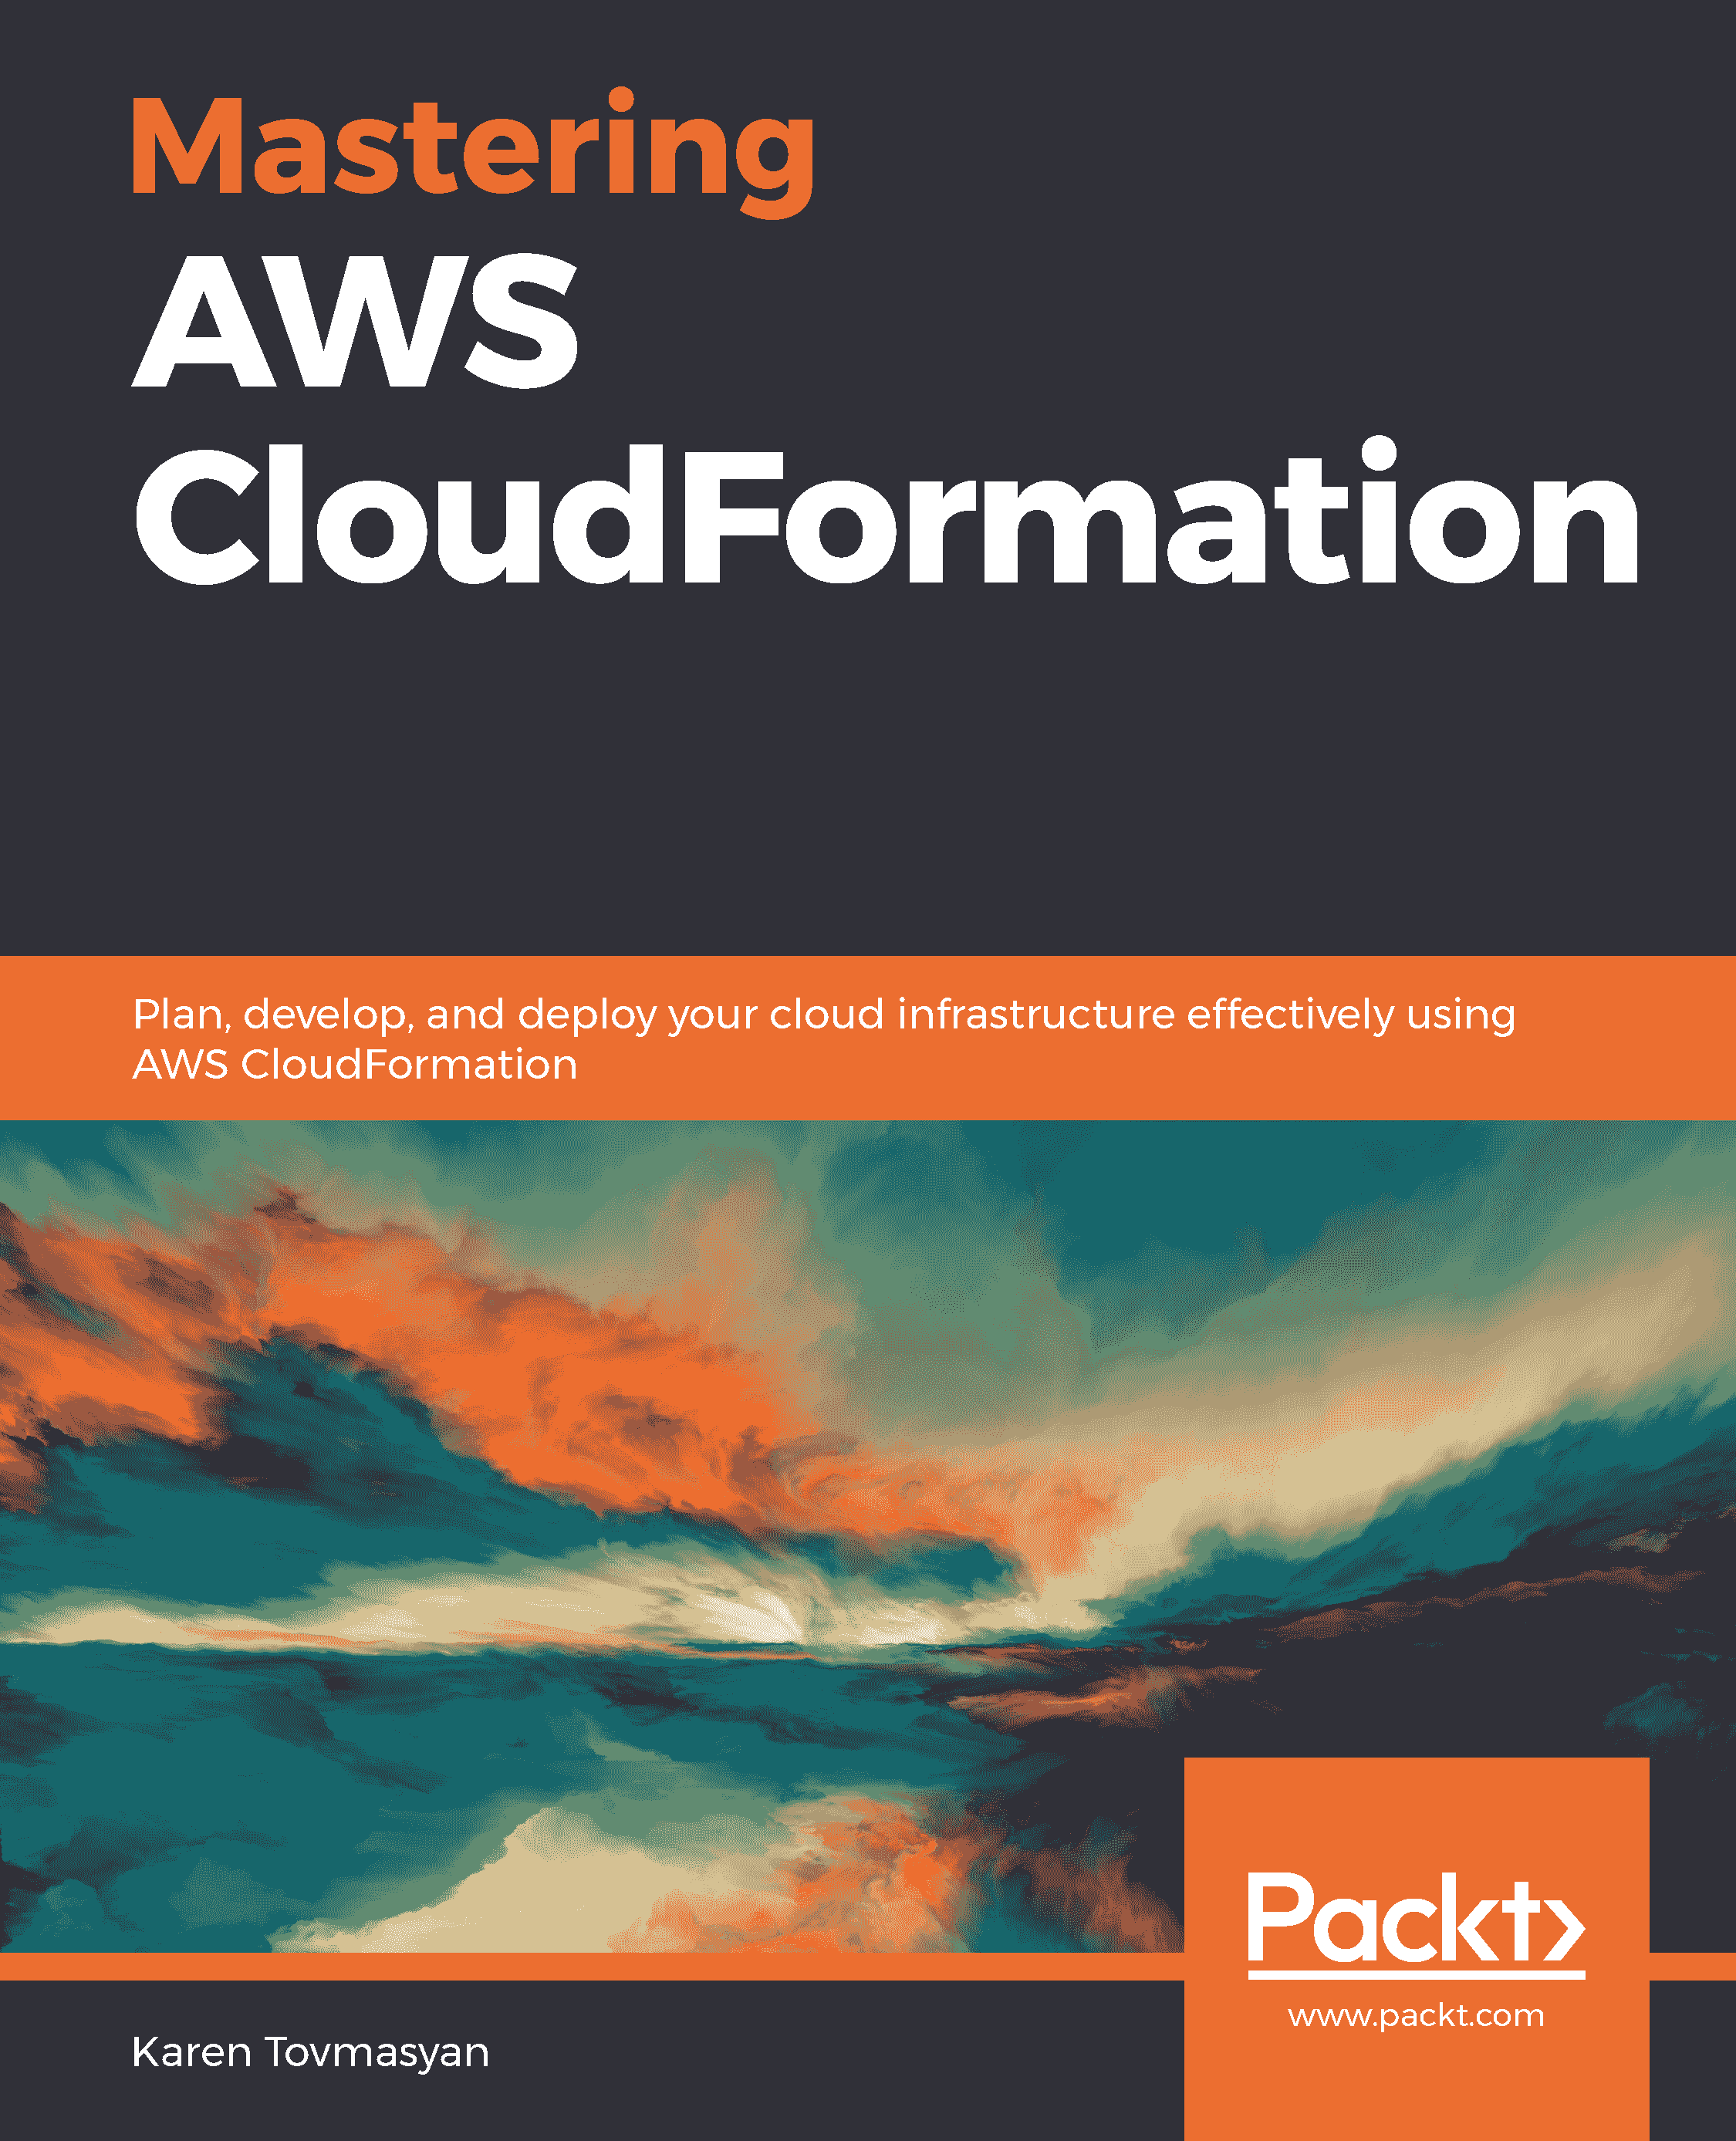 Mastering
AWS
CloudFormation
Plan, develop, and deploy your cloud infrastructure effectively using
AWS CloudFormation
Packt
www.packt.com
Karen Tovmasyan